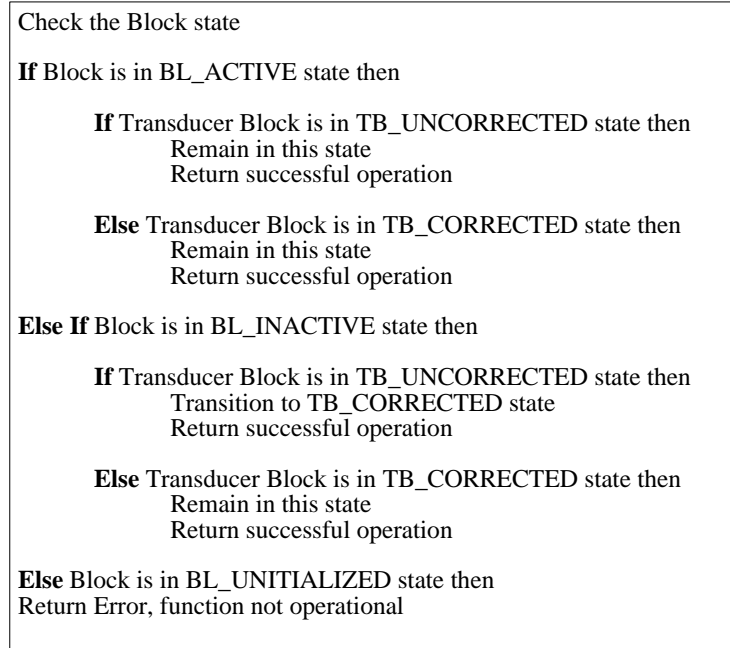 Check the Block state
If Block is in BL_ACTIVE state then
If Transducer Block is in TB_UNCORRECTED state then
Remain in this state
Return successful operation
Else Transducer Block is in TB_CORRECTED state then
Remain in this state
Return successful operation
Else If Block is in BL_INACTIVE state then
If Transducer Block is in TB_UNCORRECTED state then
Transition to TB_CORRECTED state
Return successful operation
Else Transducer Block is in TB_CORRECTED state then
Remain in this state
Return successful operation
Else Block is in BL_UNITIALIZED state then
Return Error, function not operational